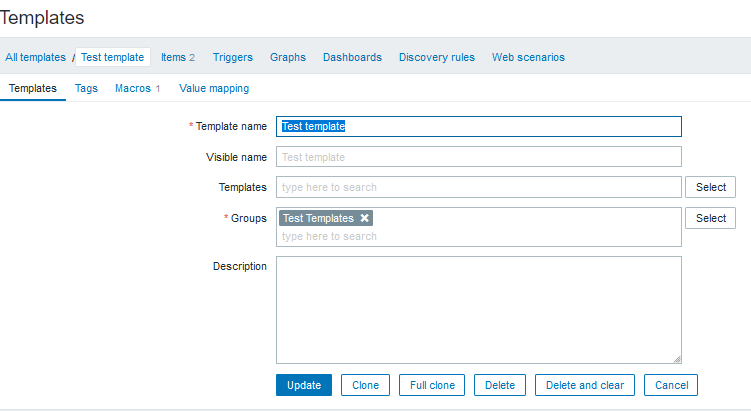 Templates
All templates / Test template Items 2 Triggers Graphs Dashboards Discovery rules Web scenarios
Templates Tags Macros 1 Value mapping
* Template name Test template
Visible name Test template
Templates type here to search Select
* Groups Test Templates Select
type here to search
Description
Update Clone Full clone Delete Delete and clear Cancel